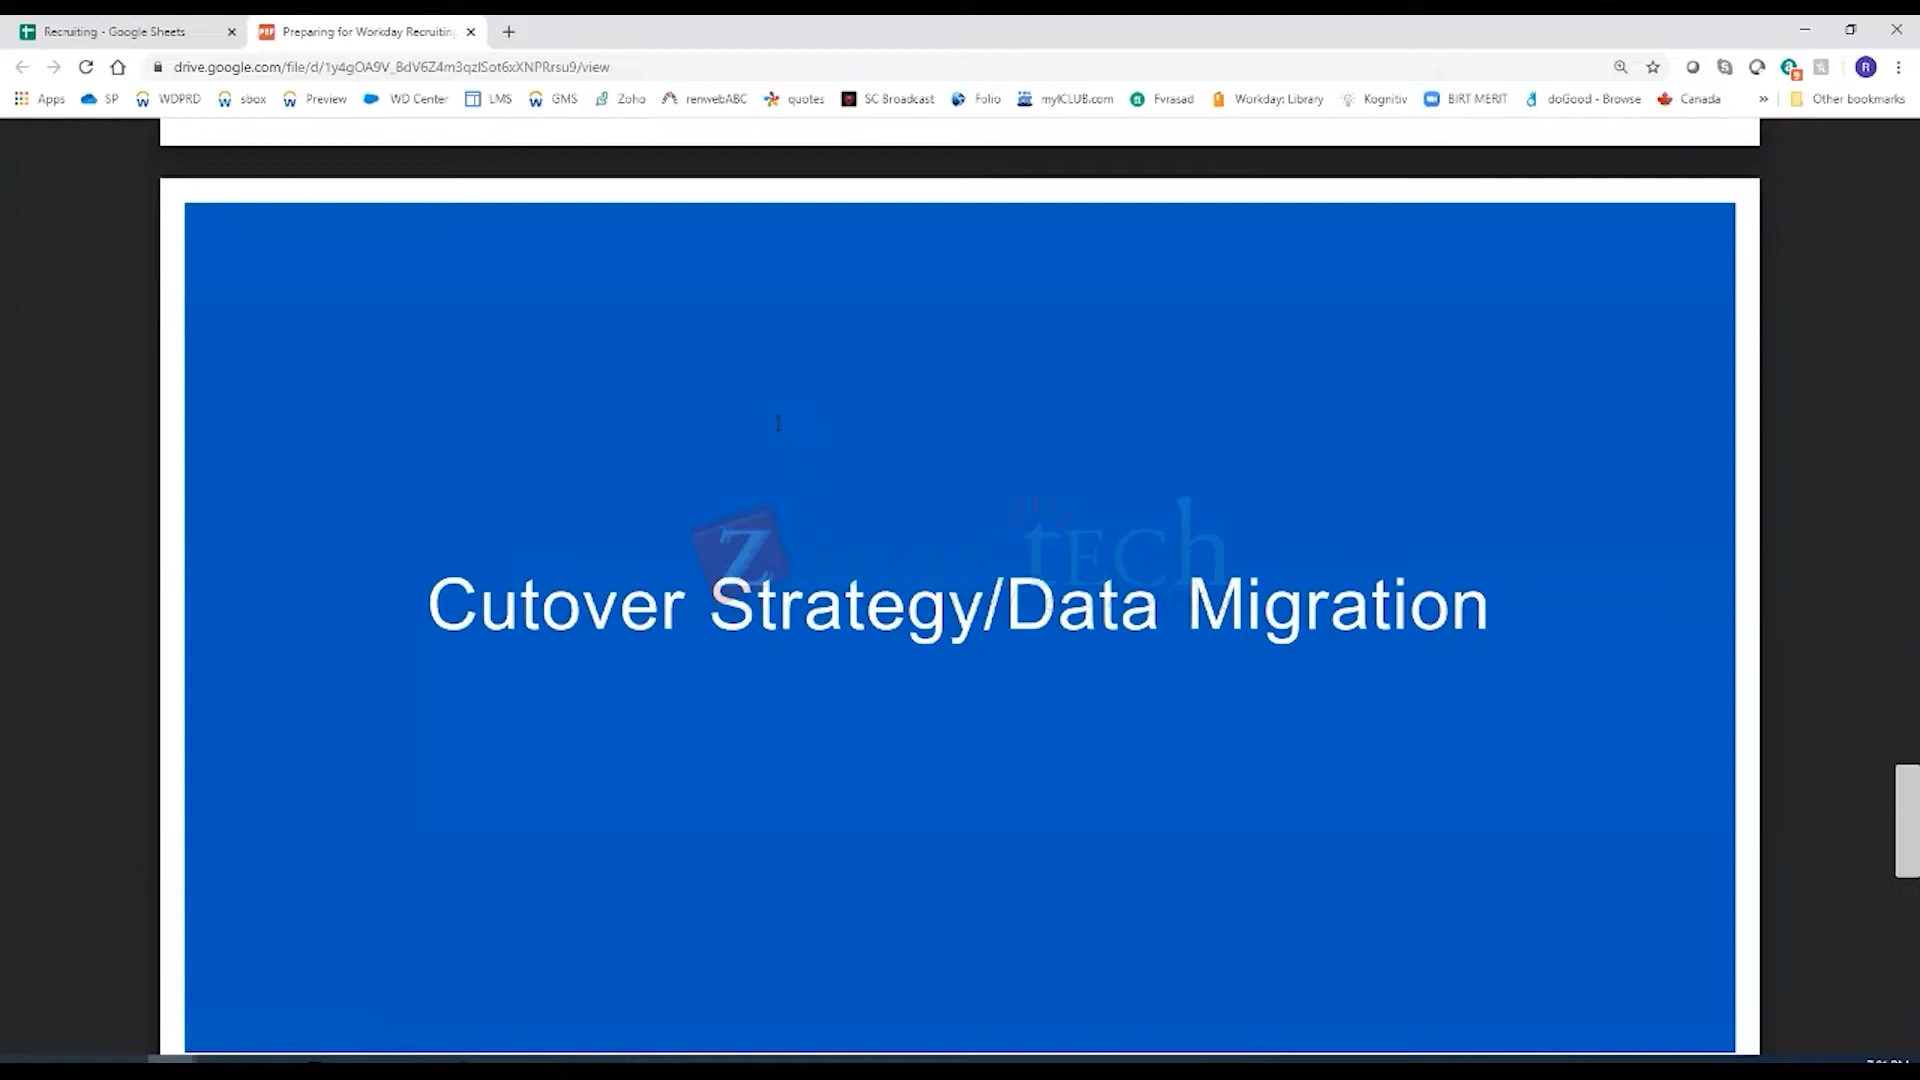 Recruiting - Google Sheets
Preparing for Workday Recruiting
drive.google.com/file/d/1y4gOA9V_BdV6Z4m3qzlSot6xXNPRrsu9/view
Apps SP WDPRD sbox Preview WD Center LMS GMS Zoho renwebABC quotes SC Broadcast Folio myICLUB.com Fvrasad Workday: Library Kognitiv BIRT MERIT doGood - Browse Canada » Other bookmarks
Z tECh
Cutover Strategy/Data Migration